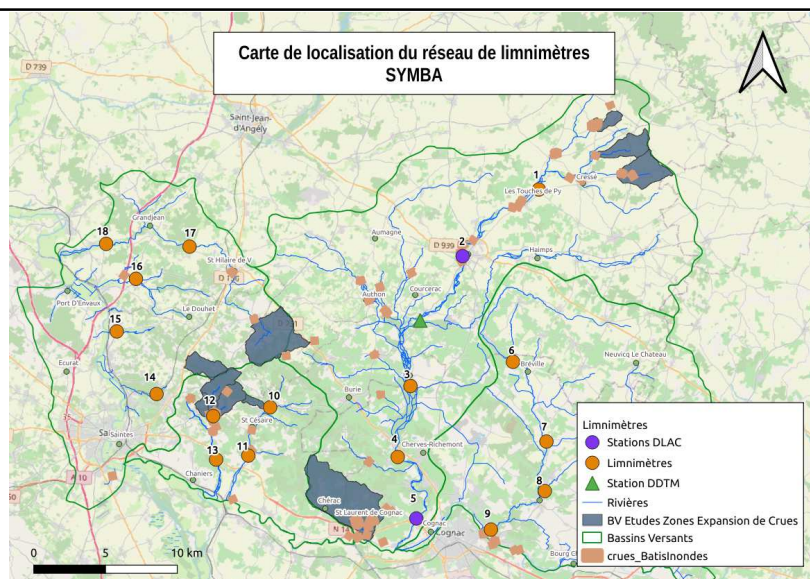 Carte de localisation du réseau de limnimètres
SYMBA
D 739
Saint-Jean-
d'Angély
1
Cressé
Les Touches de Py
2
D 939
Haimps
Aumagne
Grandjean
18
17
16
St Hilaire de V.
Authon
Courcerac
Port D'Envaux
Le Douhet
15
Ecurat
14
3
6
Bréville
Neuvicq Le Chateau
Burie
10
12
St Césaire
7
Saintes
13
11
4
Cherves-Richemont
A 10
Chaniers
8
Chérac
5
St Laurent de Cognac
9
Cognac
Cognac
Limnimètres
Stations DLAC
Limnimètres
Station DDTM
Rivières
BV Etudes Zones Expansion de Crues
Bassins Versants
crues_BatisInondes
0 5 10 km